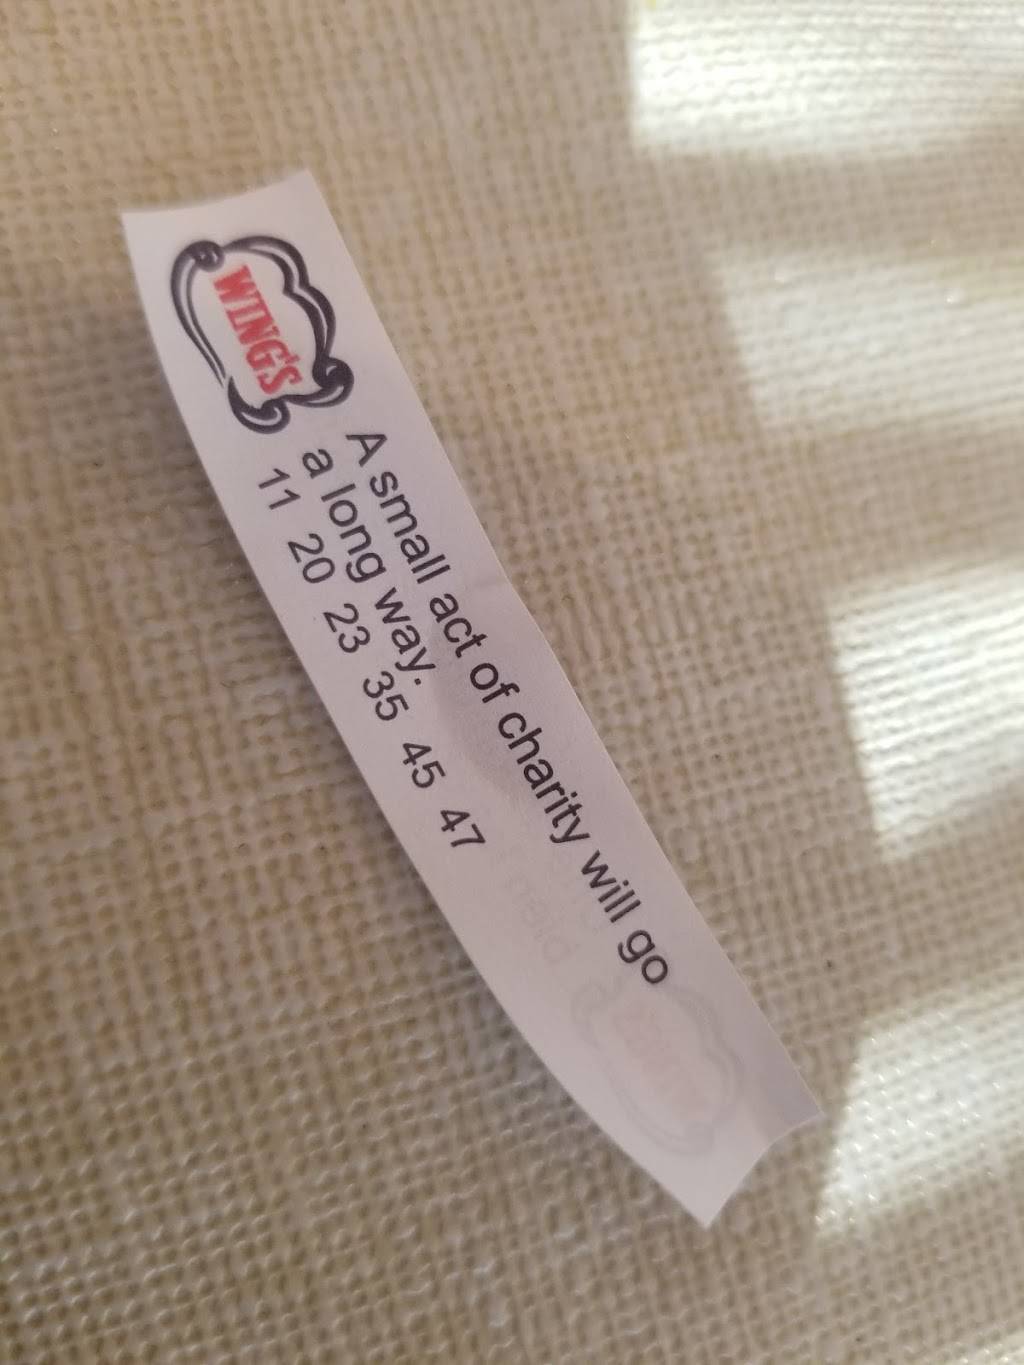 WING'S
A small act of charity will go
a long way.
11 20 23 35 45 47